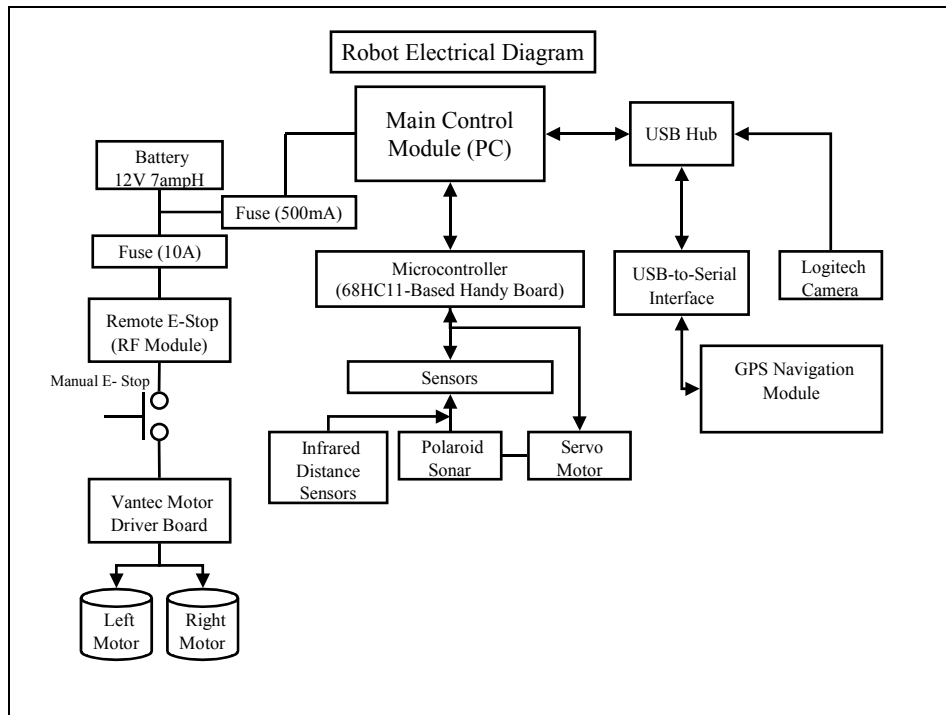 Robot Electrical Diagram
Main Control
Module (PC)
USB Hub
Battery
12V 7ampH
Fuse (500mA)
Fuse (10A)
Microcontroller
(68HC11-Based Handy Board)
USB-to-Serial
Interface
Logitech
Camera
Remote E-Stop
(RF Module)
Manual E- Stop
Sensors
GPS Navigation
Module
Infrared
Distance
Sensors
Polaroid
Sonar
Servo
Motor
Vantec Motor
Driver Board
Left
Motor
Right
Motor